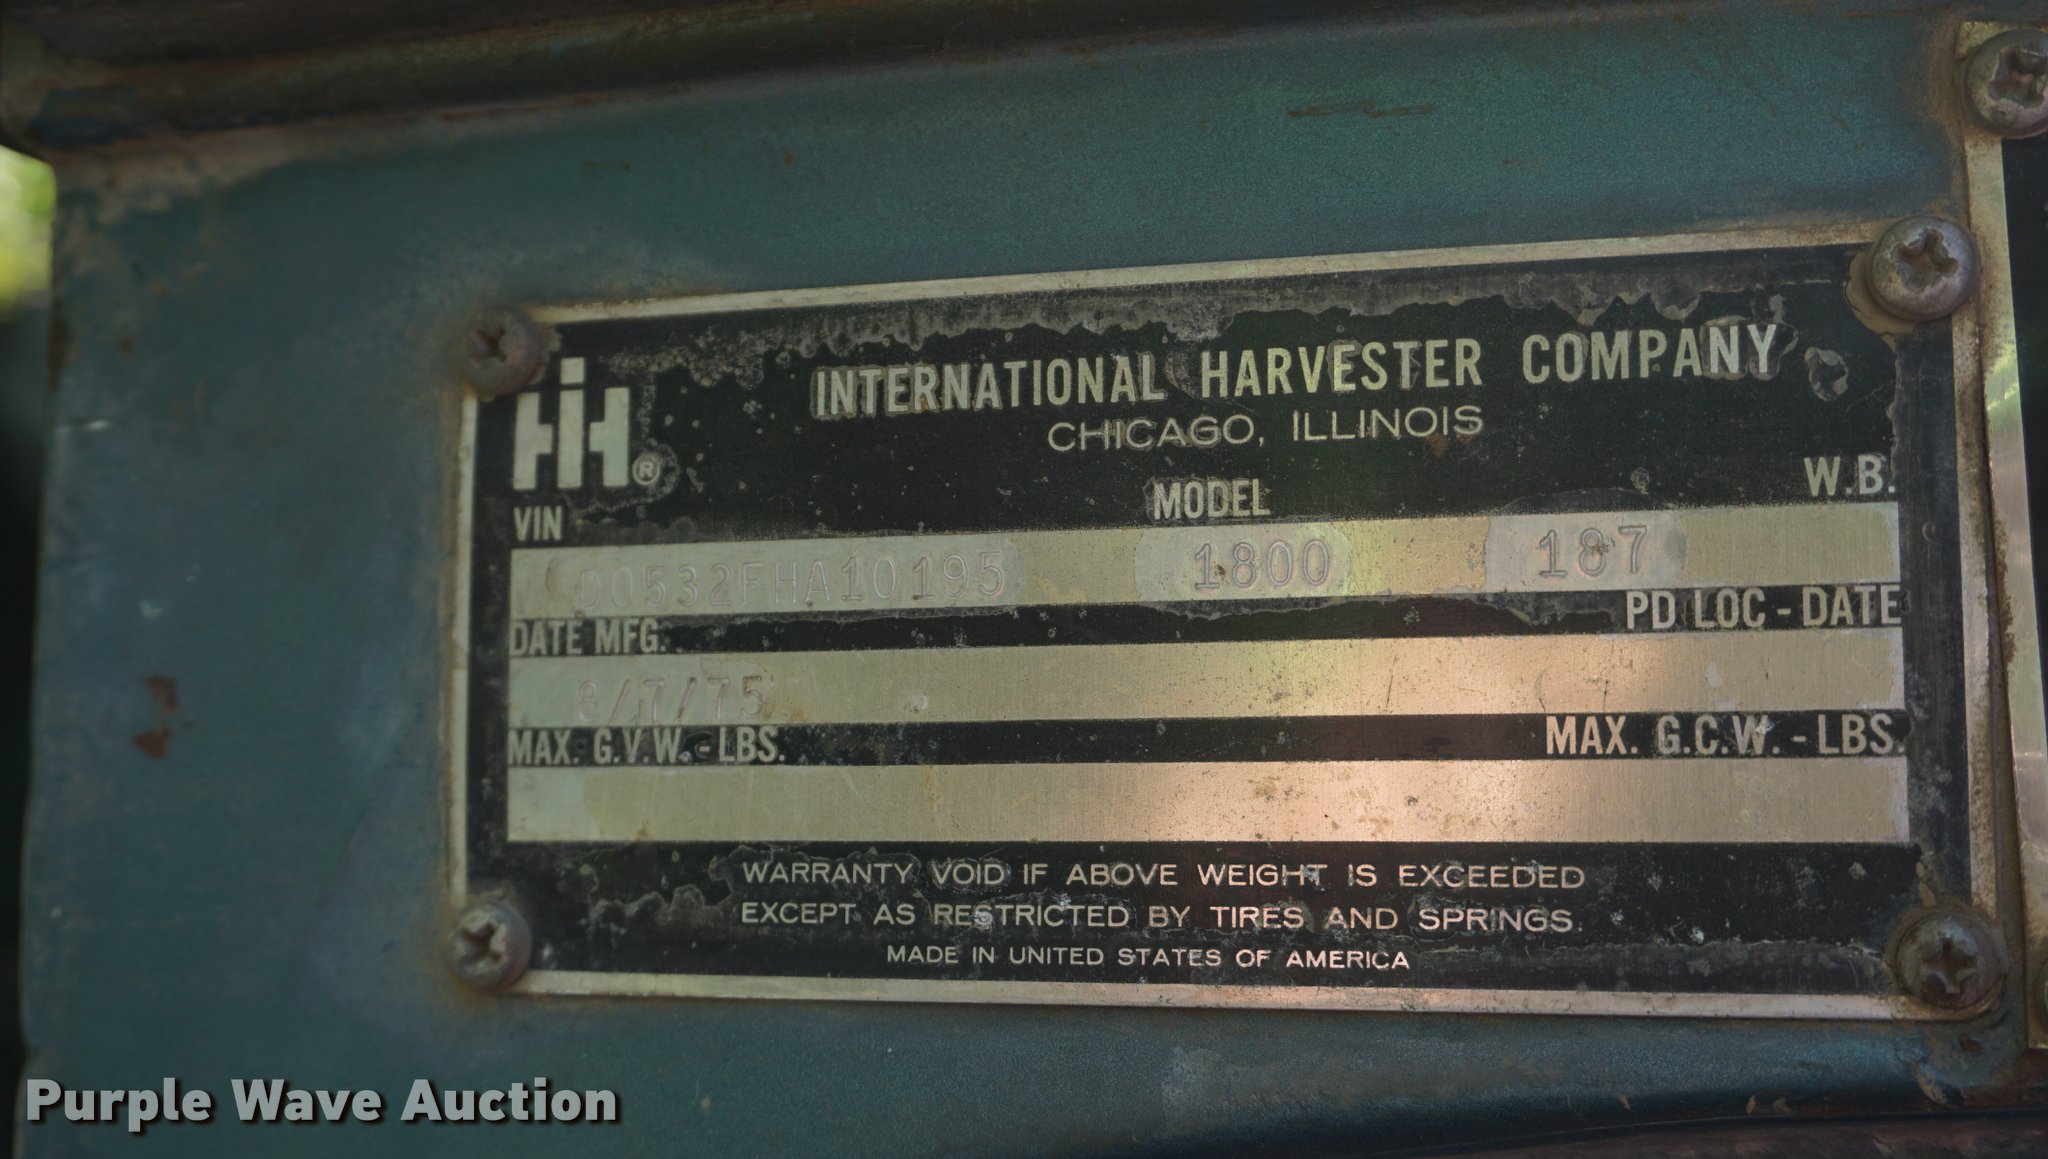 INTERNATIONAL HARVESTER COMPANY
CHICAGO, ILLINOIS
IH®
VIN MODEL W.B.
D0532FHA10195 1800 187
DATE MFG. PD LOC - DATE
8/7/75
MAX. G.V.W. - LBS. MAX. G.C.W. - LBS.
WARRANTY VOID IF ABOVE WEIGHT IS EXCEEDED
EXCEPT AS RESTRICTED BY TIRES AND SPRINGS.
MADE IN UNITED STATES OF AMERICA
Purple Wave Auction